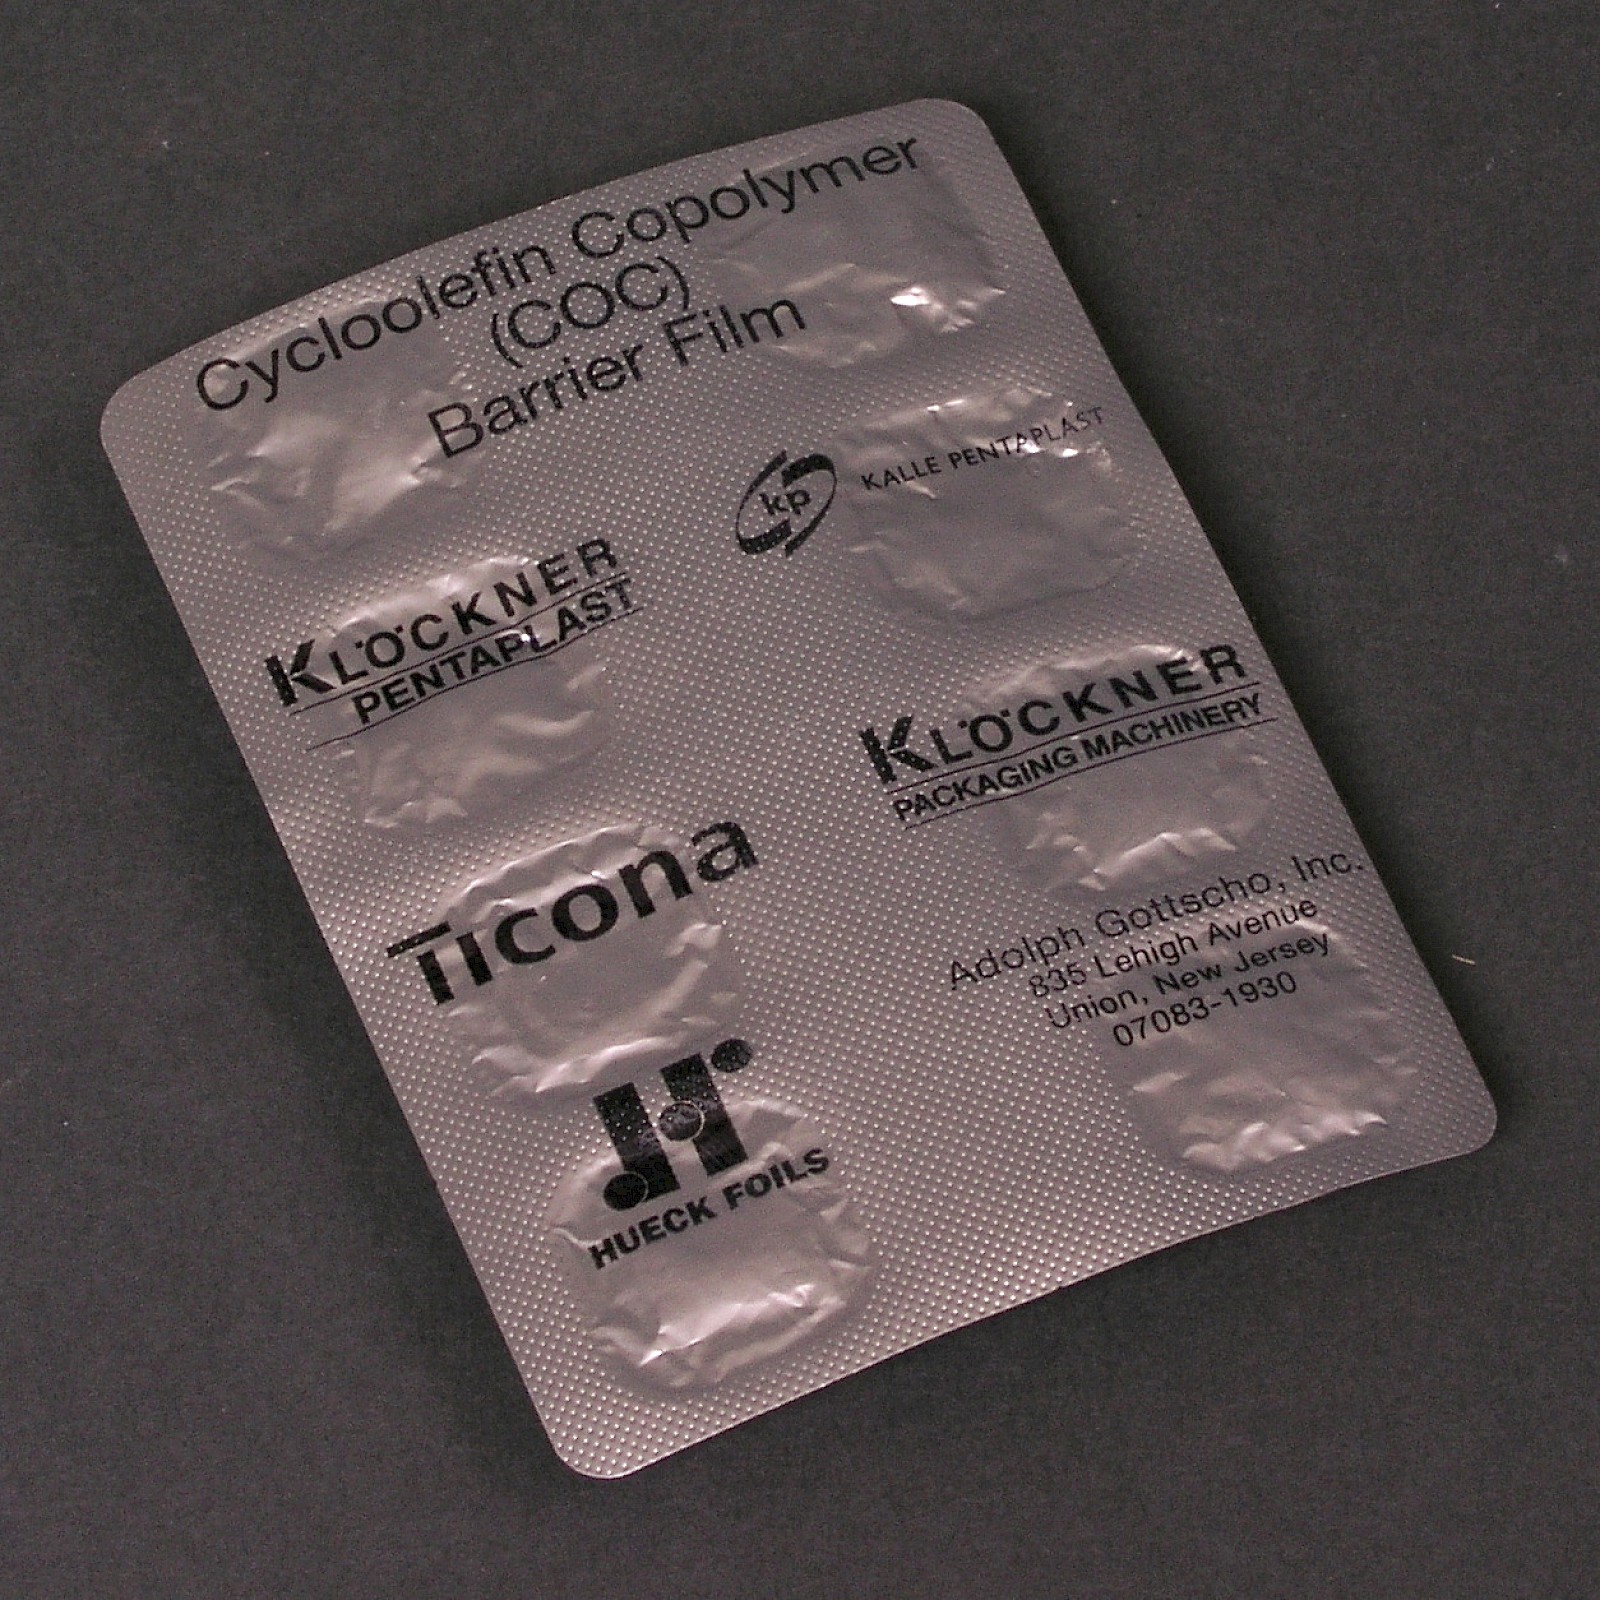 Cycloolefin Copolymer
(COC)
Barrier Film
kp KALLE PENTAPLAST
KLÖCKNER
PENTAPLAST
KLÖCKNER
PACKAGING MACHINERY
Ticona
Adolph Gottscho, Inc.
835 Lehigh Avenue
Union, New Jersey
07083-1930
HUECK FOILS